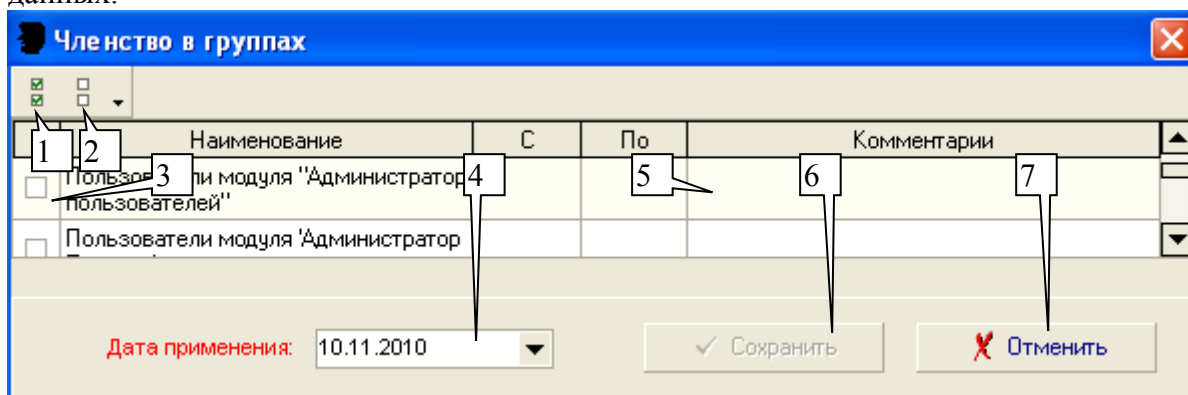 данных.
Членство в группах
1 2
Наименование С По Комментарии
3 4 5 6 7
Пользователи модуля "Администратор
пользователей"
Пользователи модуля 'Администратор
Дата применения: 10.11.2010 Сохранить Отменить